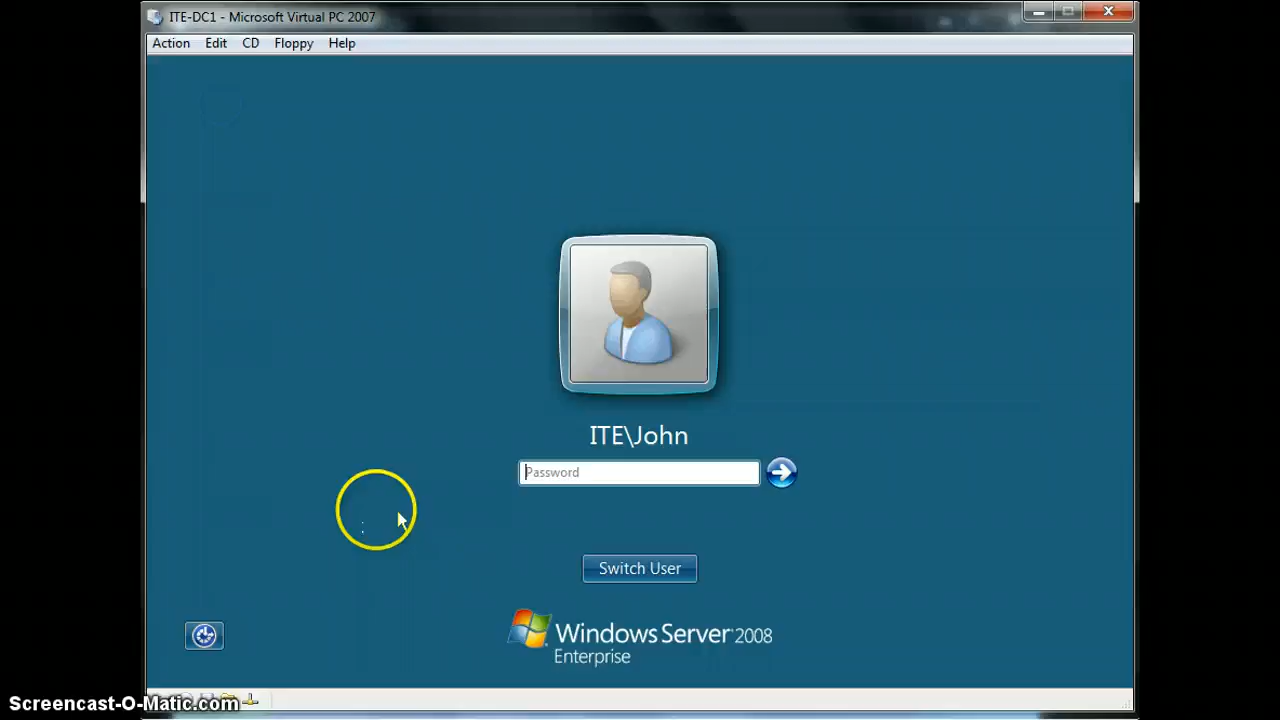 ITE-DC1 - Microsoft Virtual PC 2007
Action Edit CD Floppy Help
ITE\John
Password
Switch User
Windows Server 2008
Enterprise
Screencast-O-Matic.com